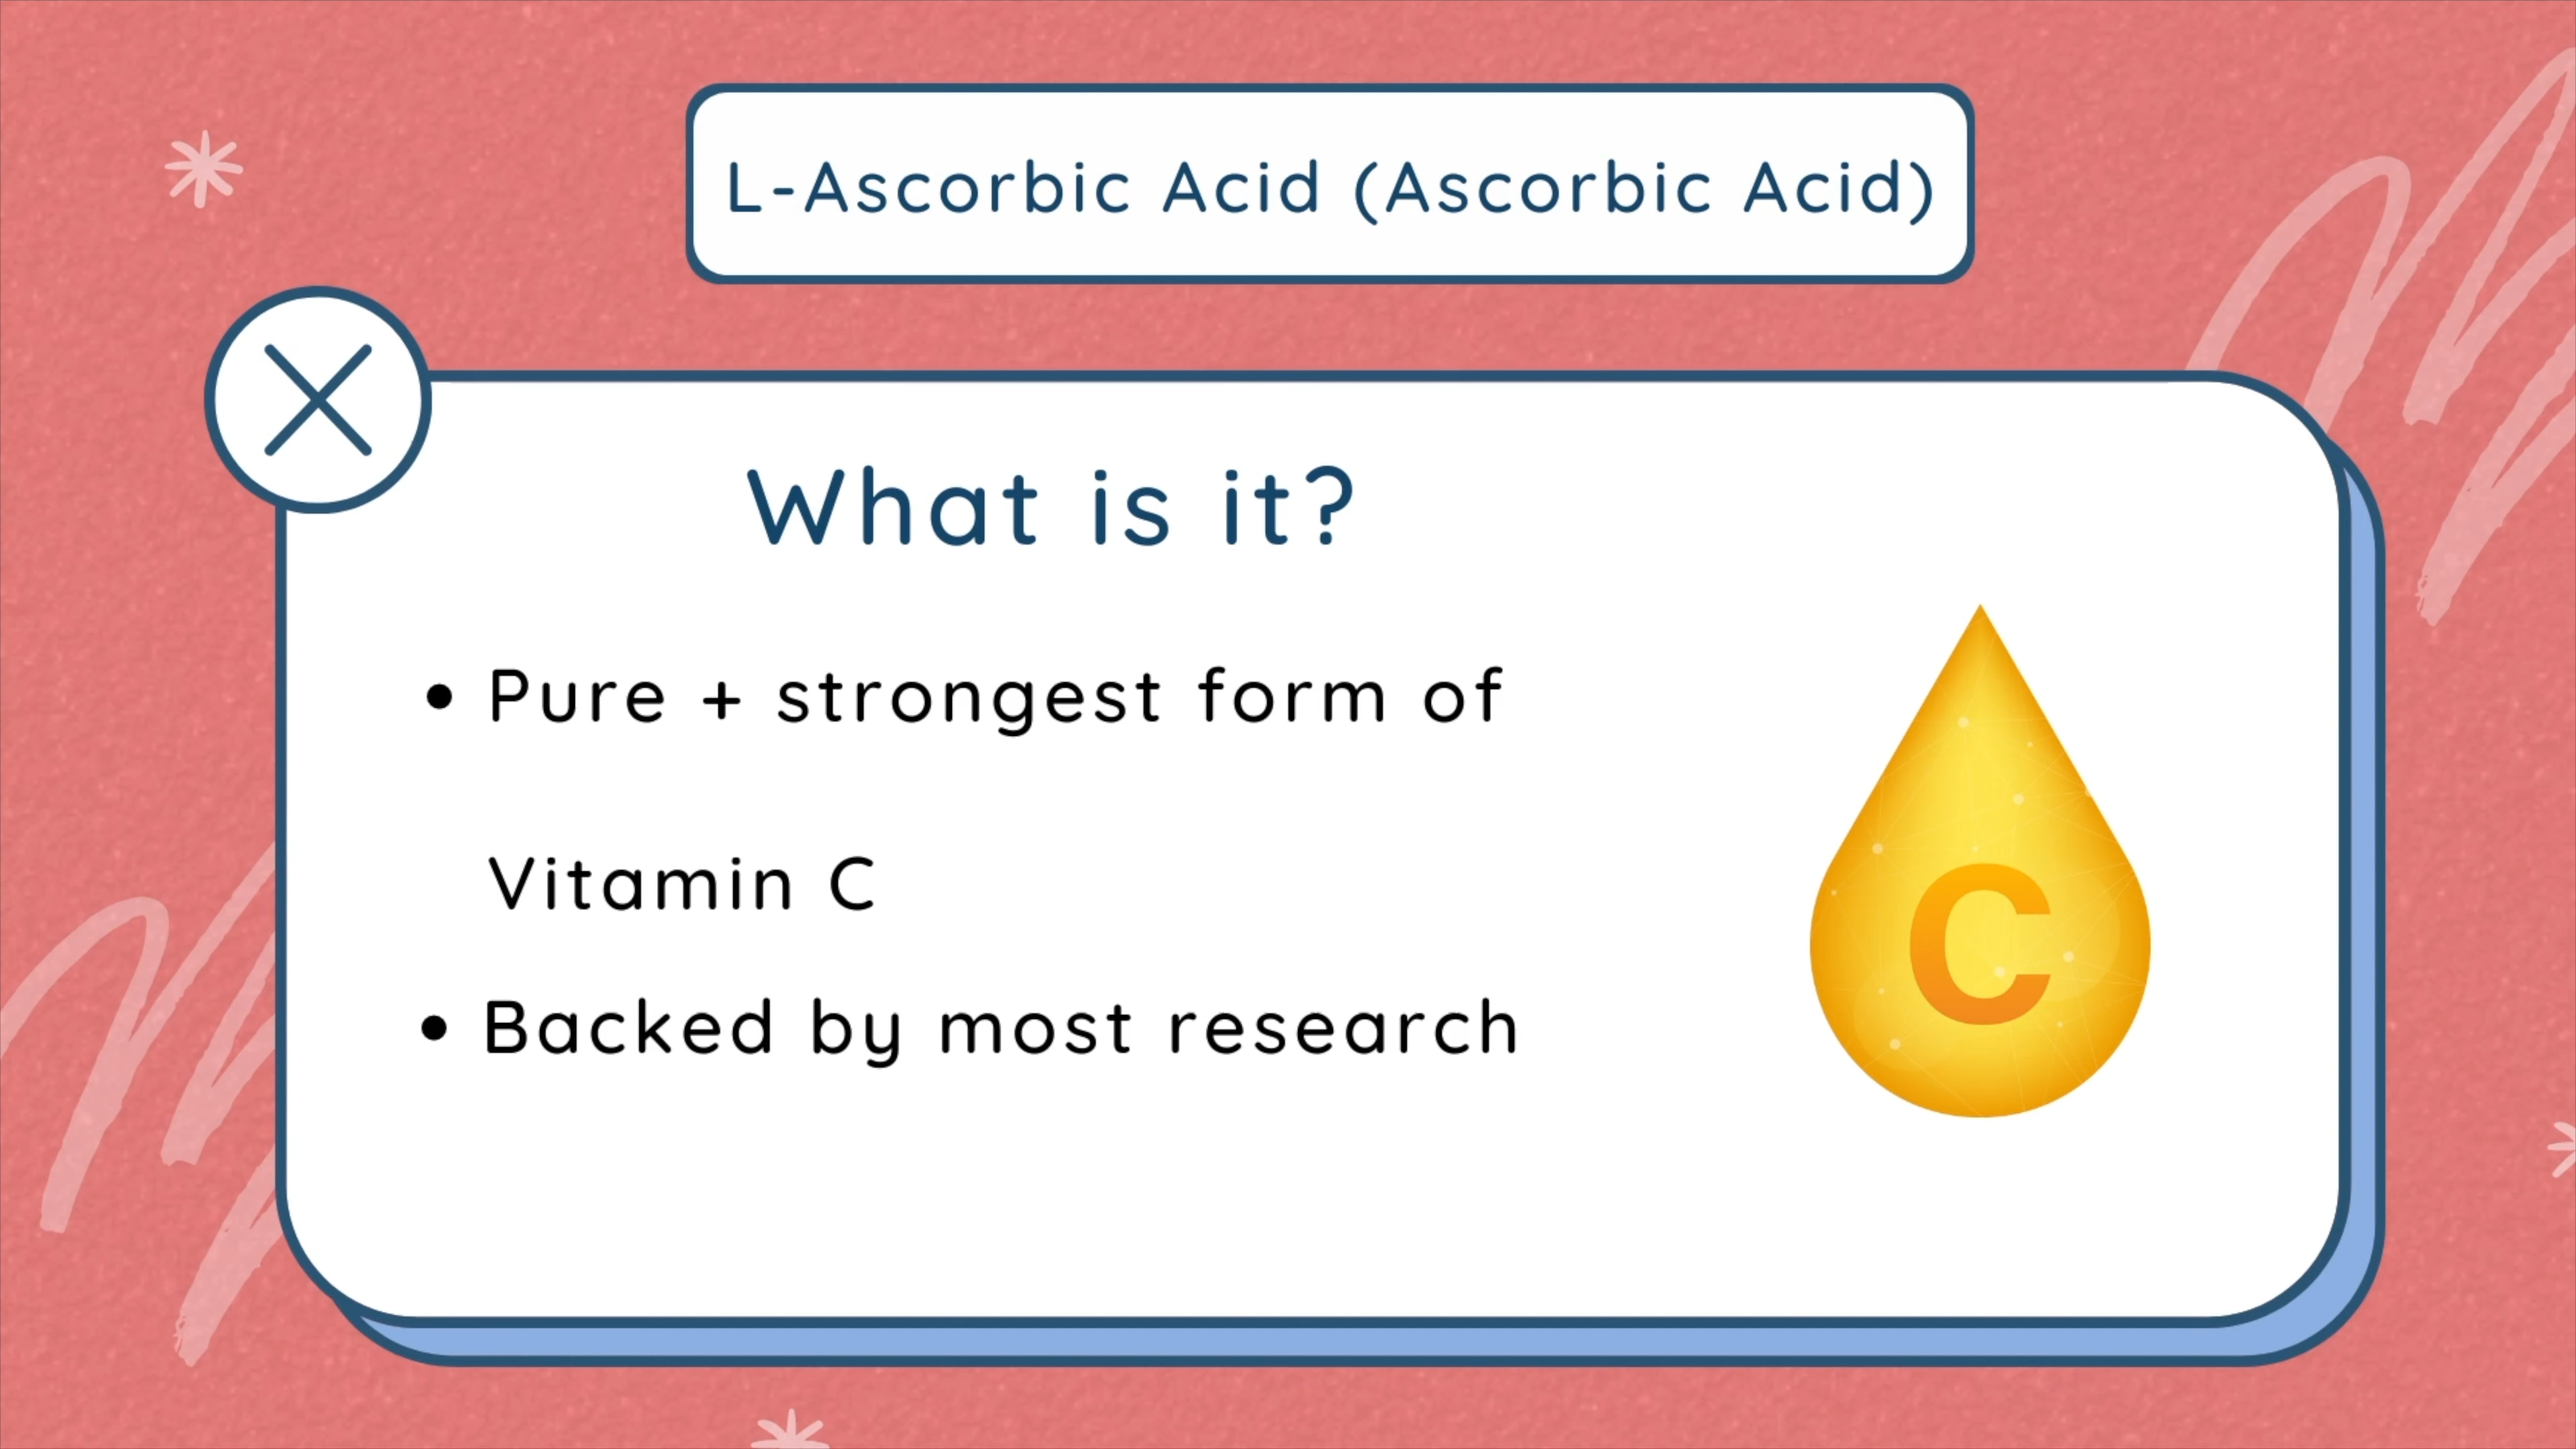 L-Ascorbic Acid (Ascorbic Acid)
What is it?
• Pure + strongest form of
Vitamin C
• Backed by most research
C